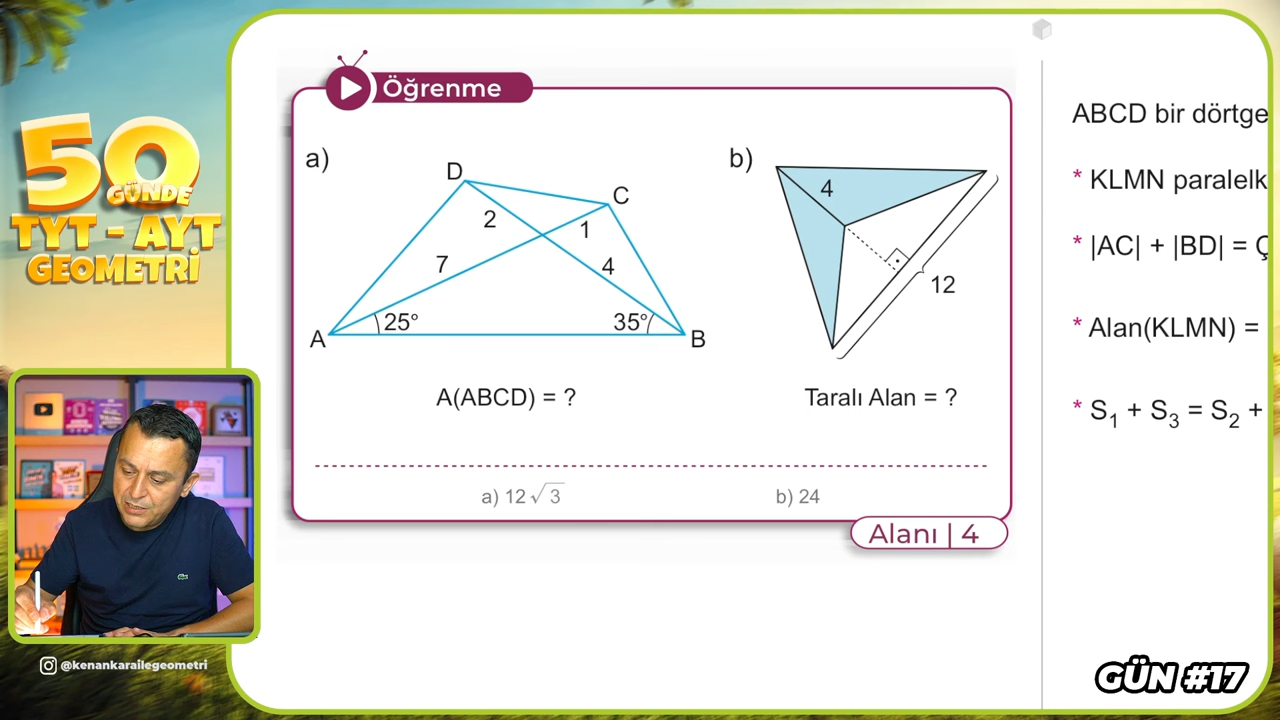 50
GÜNDE
TYT - AYT
GEOMETRİ
Öğrenme
a)
D
C
2
1
7
4
25°
35°
A
B
A(ABCD) = ?
b)
4
12
Taralı Alan = ?
a) 12√3
b) 24
Alanı | 4
ABCD bir dörtge
* KLMN paralelk
* |AC| + |BD| = Ç
* Alan(KLMN) =
* S₁ + S₃ = S₂ +
@kenankarailegeometri
GÜN #17